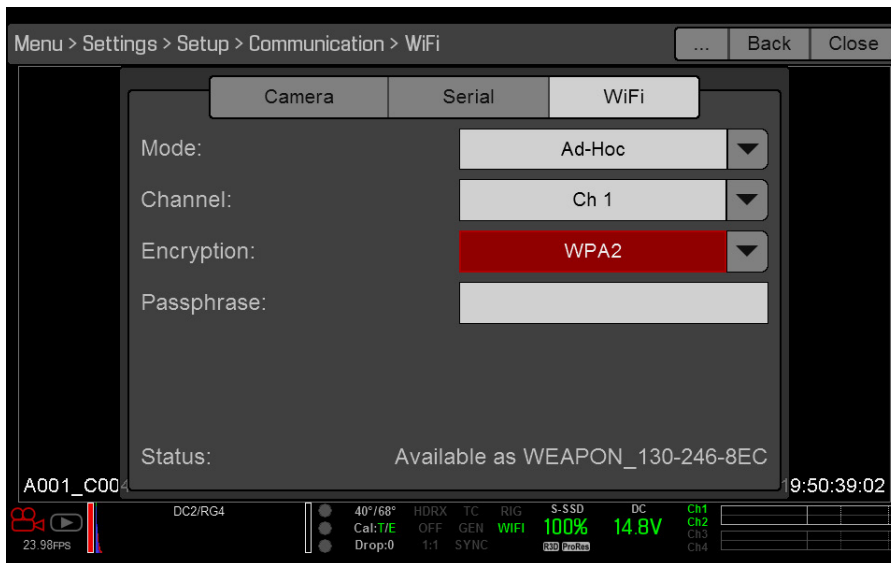 Menu > Settings > Setup > Communication > WiFi ... Back Close
Camera Serial WiFi
Mode: Ad-Hoc
Channel: Ch 1
Encryption: WPA2
Passphrase:
Status: Available as WEAPON_130-246-8EC
A001_C004 19:50:39:02
DC2/RG4 40°/68° HDRX TC RIG S-SSD DC Ch1
Cal:T/E OFF GEN WIFI 100% 14.8V Ch2
23.98FPS Drop:0 1:1 SYNC R3D ProRes Ch3
Ch4